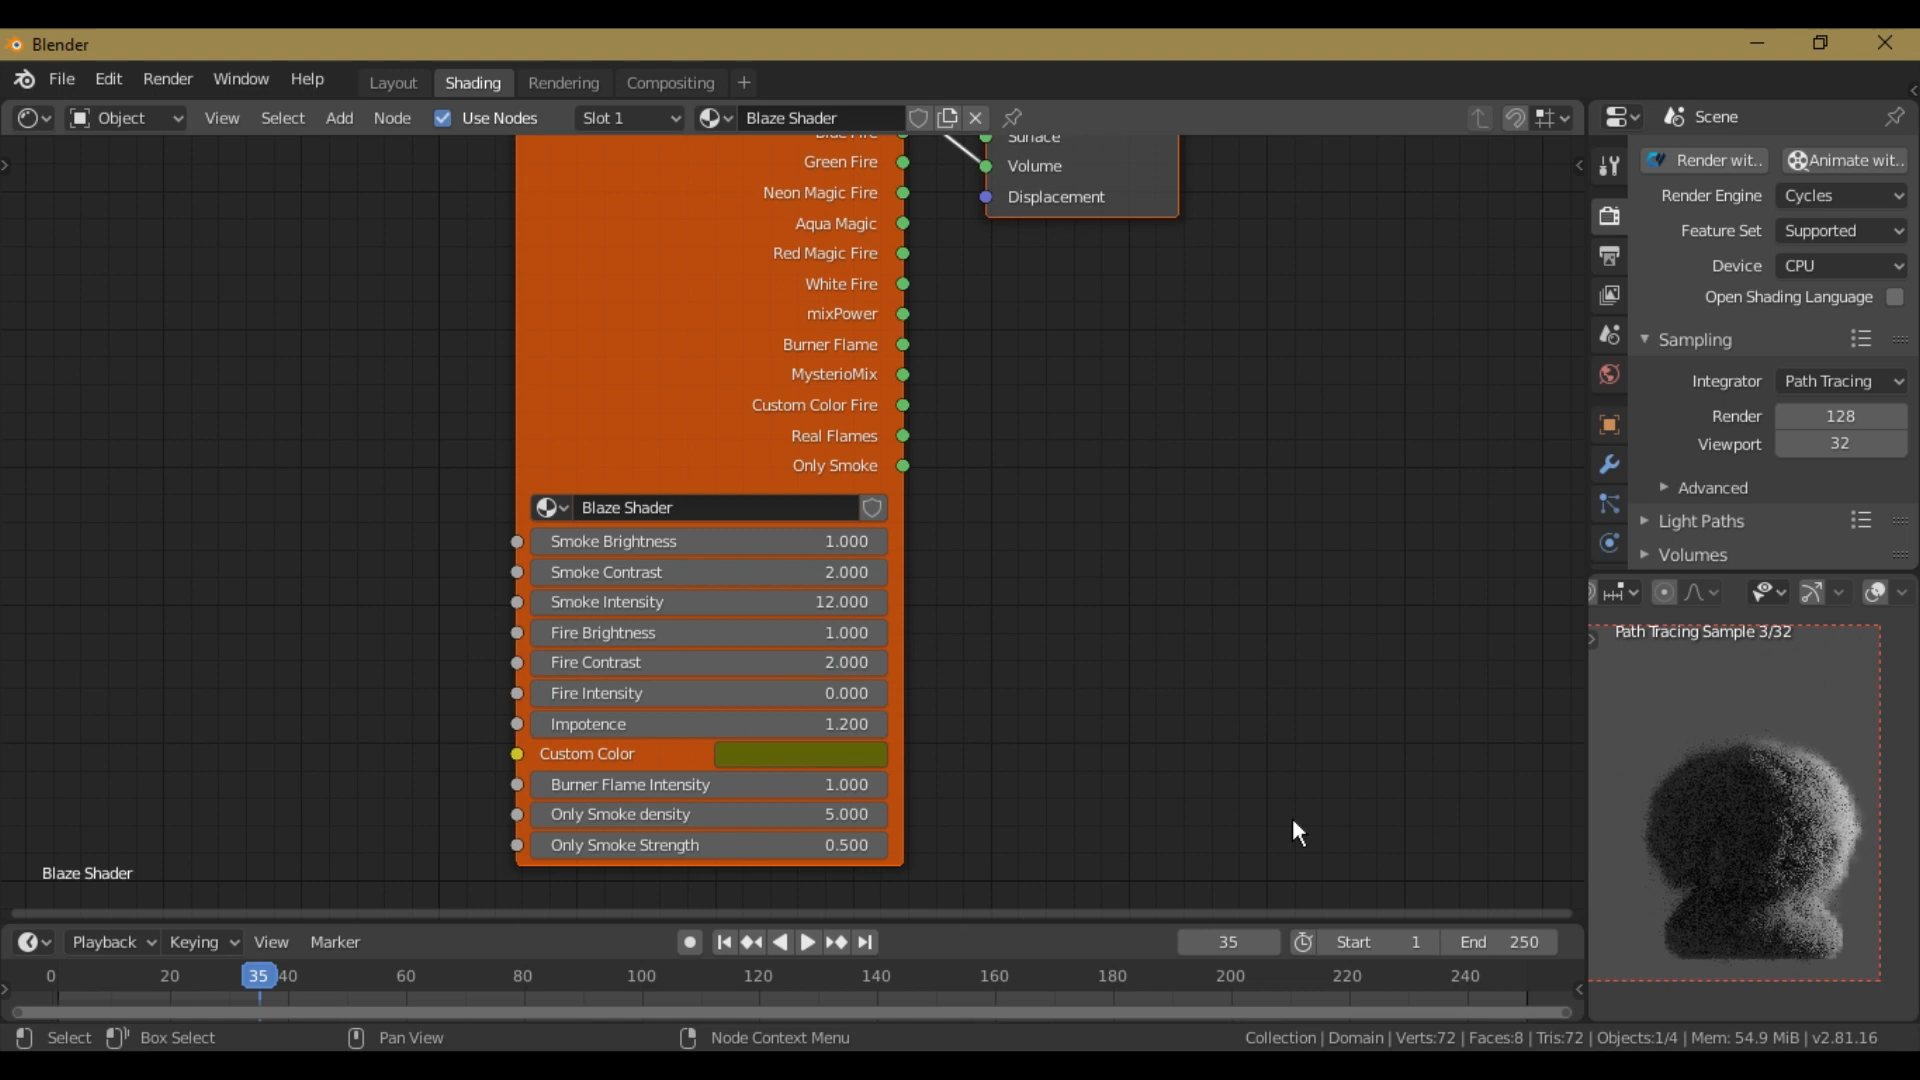 Blender
File Edit Render Window Help Layout Shading Rendering Compositing +
Object View Select Add Node Use Nodes Slot 1 Blaze Shader Scene
Blue Fire
Surface
Green Fire
Volume
Neon Magic Fire
Displacement
Aqua Magic
Red Magic Fire
White Fire
mixPower
Burner Flame
MysterioMix
Custom Color Fire
Real Flames
Only Smoke
Blaze Shader
Smoke Brightness 1.000
Smoke Contrast 2.000
Smoke Intensity 12.000
Fire Brightness 1.000
Fire Contrast 2.000
Fire Intensity 0.000
Impotence 1.200
Custom Color
Burner Flame Intensity 1.000
Only Smoke density 5.000
Only Smoke Strength 0.500
Blaze Shader
Render wit.. Animate wit..
Render Engine Cycles
Feature Set Supported
Device CPU
Open Shading Language
Sampling
Integrator Path Tracing
Render 128
Viewport 32
Advanced
Light Paths
Volumes
Path Tracing Sample 3/32
Playback Keying View Marker 35 Start 1 End 250
0 20 35 40 60 80 100 120 140 160 180 200 220 240
Select Box Select Pan View Node Context Menu Collection | Domain | Verts:72 | Faces:8 | Tris:72 | Objects:1/4 | Mem: 54.9 MiB | v2.81.16